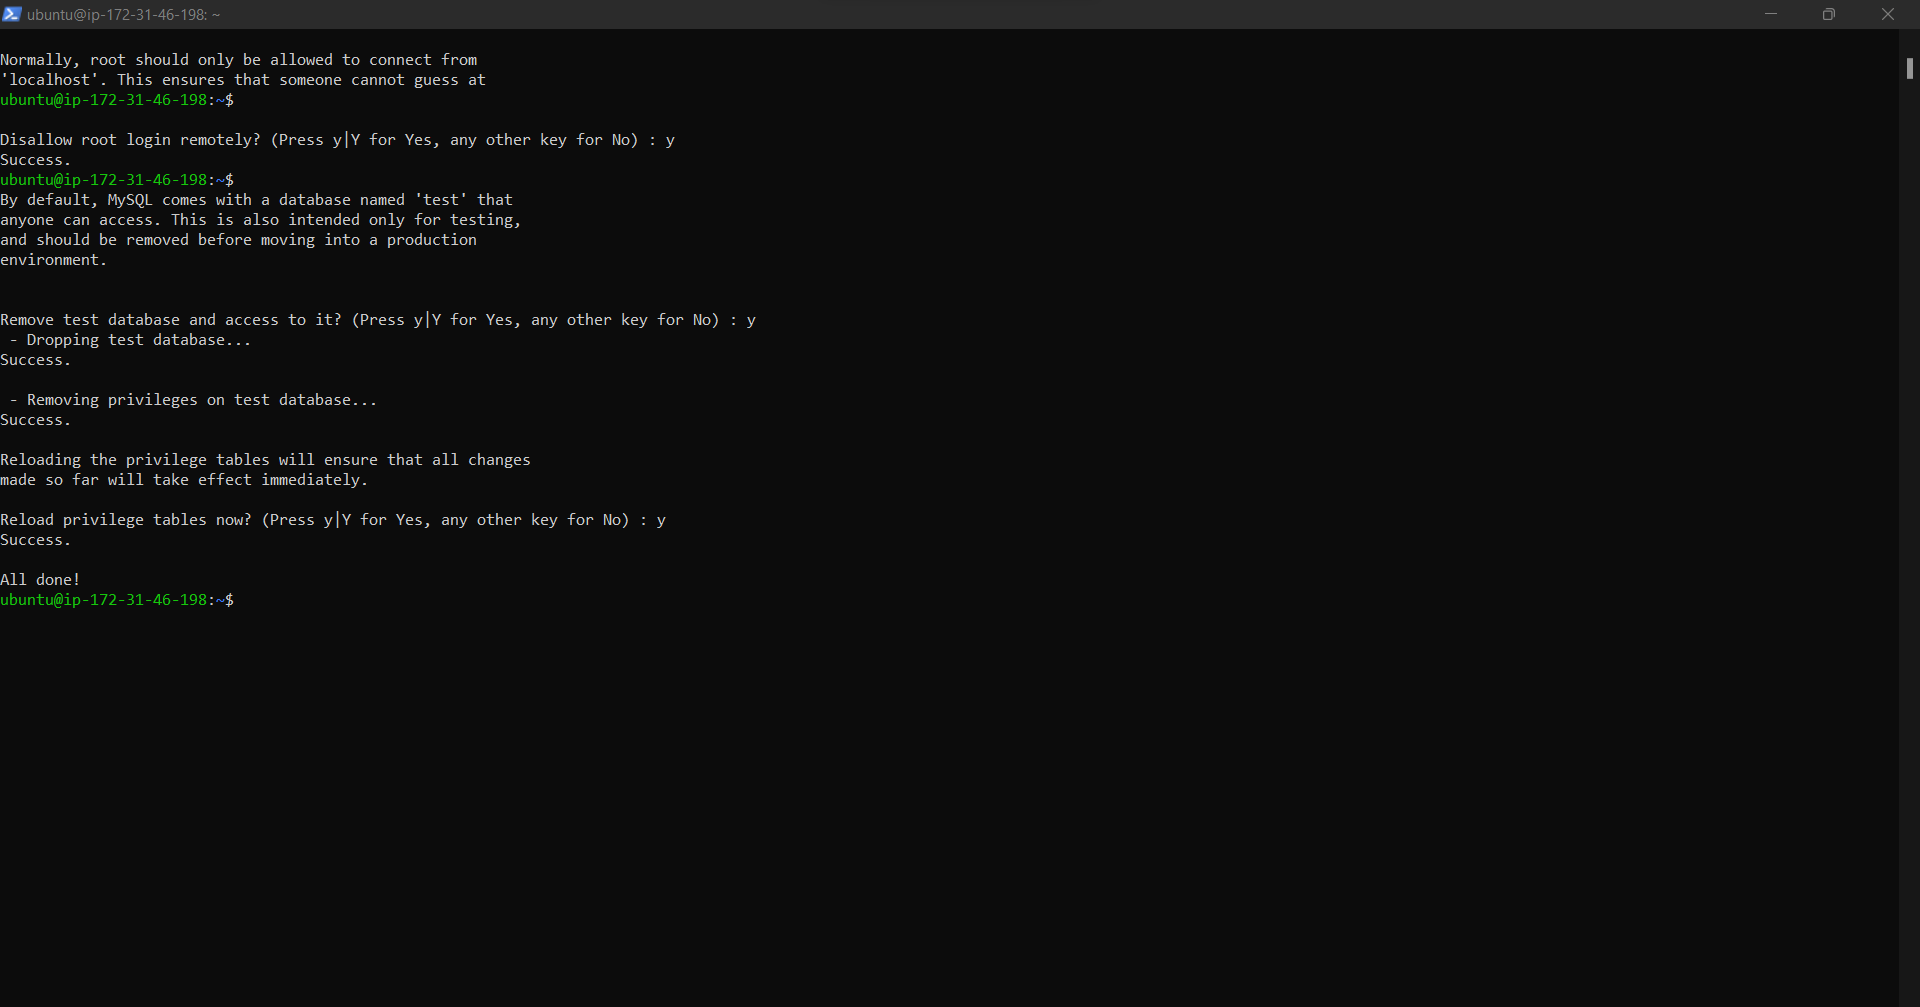 ubuntu@ip-172-31-46-198: ~
Normally, root should only be allowed to connect from
'localhost'. This ensures that someone cannot guess at
ubuntu@ip-172-31-46-198:~$
Disallow root login remotely? (Press y|Y for Yes, any other key for No) : y
Success.
ubuntu@ip-172-31-46-198:~$
By default, MySQL comes with a database named 'test' that
anyone can access. This is also intended only for testing,
and should be removed before moving into a production
environment.
Remove test database and access to it? (Press y|Y for Yes, any other key for No) : y
 - Dropping test database...
Success.
 - Removing privileges on test database...
Success.
Reloading the privilege tables will ensure that all changes
made so far will take effect immediately.
Reload privilege tables now? (Press y|Y for Yes, any other key for No) : y
Success.
All done!
ubuntu@ip-172-31-46-198:~$